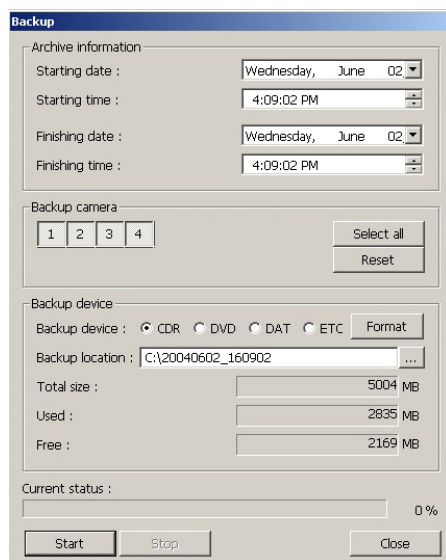 Backup
Archive information
Starting date : Wednesday, June 02
Starting time : 4:09:02 PM
Finishing date : Wednesday, June 02
Finishing time : 4:09:02 PM
Backup camera
1 2 3 4 Select all
Reset
Backup device
Backup device : CDR DVD DAT ETC Format
Backup location : C:\20040602_160902 ...
Total size : 5004 MB
Used : 2835 MB
Free : 2169 MB
Current status :
0 %
Start Stop Close